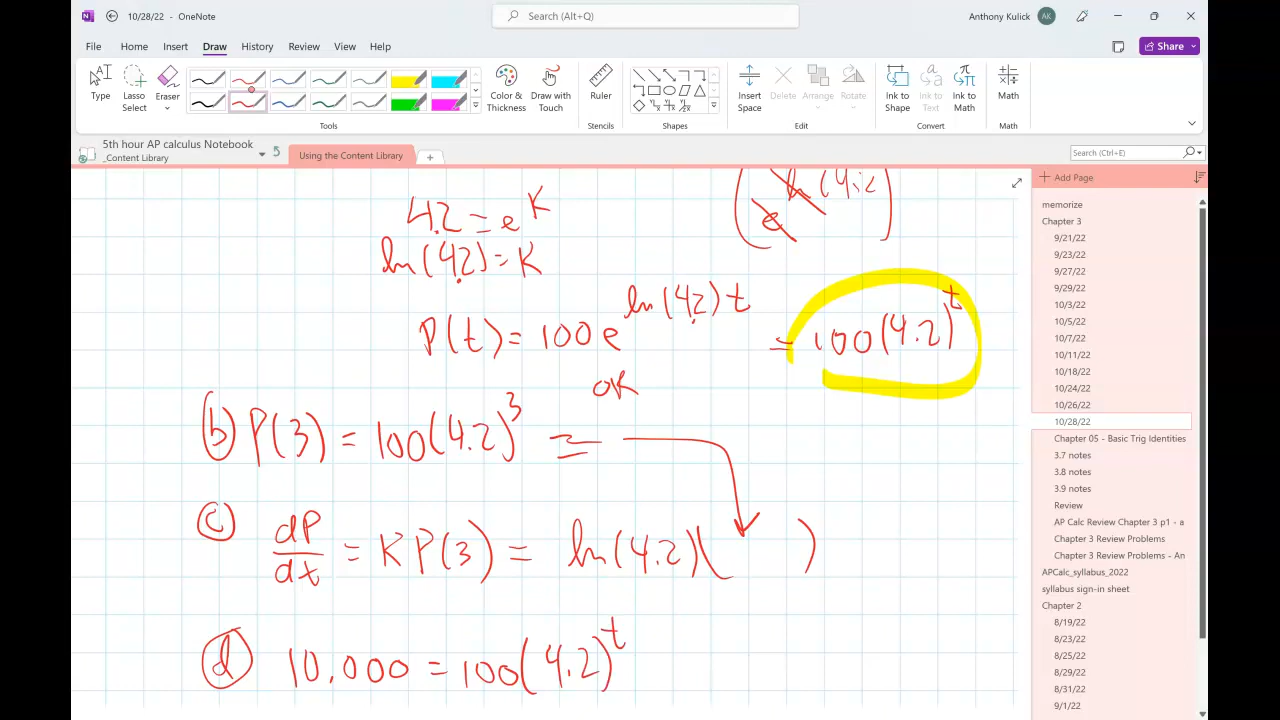 10/28/22 - OneNote
Search (Alt+Q)
Anthony Kulick AK
File Home Insert Draw History Review View Help
Share
Type Lasso Select Eraser
Color & Thickness Draw with Touch Ruler
Insert Space Delete Arrange Rotate
Ink to Shape Ink to Text Ink to Math Math
Tools Stencils Shapes Edit Convert Math
5th hour AP calculus Notebook
_Content Library
Using the Content Library
Search (Ctrl+E)
4.2 = e^K
ln(4.2) = K
(e^ln(4.2))
P(t) = 100 e^ln(4.2)t = 100(4.2)^t
OR
(b) P(3) = 100(4.2)^3 =
(c) dP/dt = K P(3) = ln(4.2)( )
(d) 10,000 = 100(4.2)^t
Add Page
memorize
Chapter 3
9/21/22
9/23/22
9/27/22
9/29/22
10/3/22
10/5/22
10/7/22
10/11/22
10/18/22
10/24/22
10/26/22
10/28/22
Chapter 05 - Basic Trig Identities
3.7 notes
3.8 notes
3.9 notes
Review
AP Calc Review Chapter 3 p1 - a
Chapter 3 Review Problems
Chapter 3 Review Problems - An
APCalc_syllabus_2022
syllabus sign-in sheet
Chapter 2
8/19/22
8/23/22
8/25/22
8/29/22
8/31/22
9/1/22